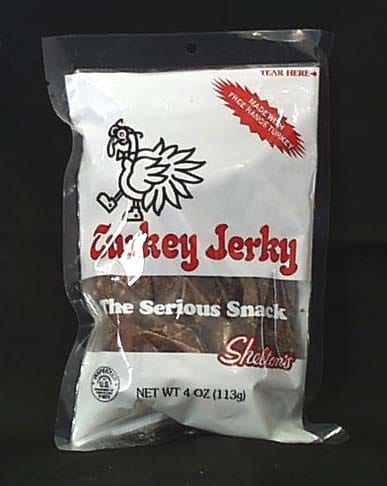 TEAR HERE
MADE WITH
FREE RANGE TURKEY
Turkey Jerky
The Serious Snack
Shelton's
NET WT 4 OZ (113g)